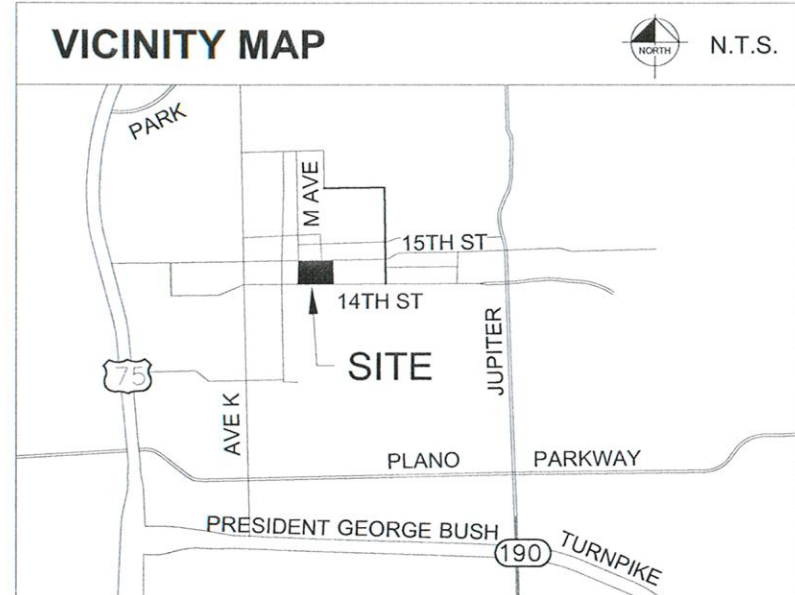 VICINITY MAP
NORTH
N.T.S.
PARK
M AVE
15TH ST
14TH ST
SITE
75
AVE K
JUPITER
PLANO PARKWAY
PRESIDENT GEORGE BUSH
190
TURNPIKE